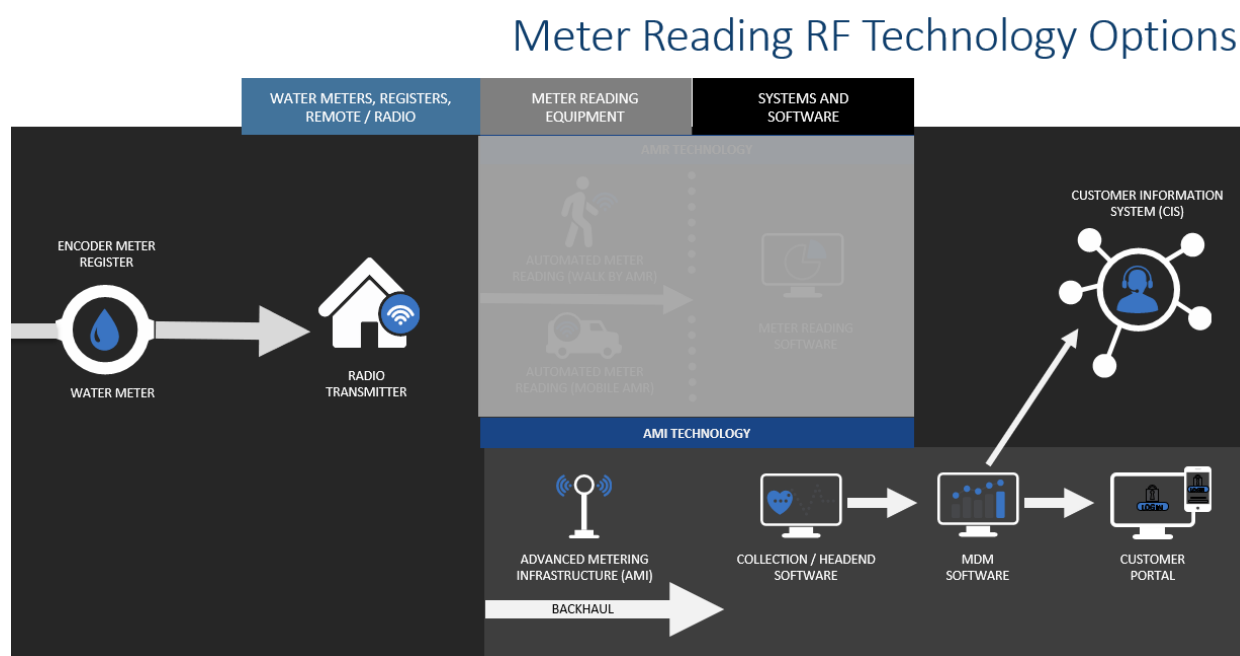 Meter Reading RF Technology Options
WATER METERS, REGISTERS,
REMOTE / RADIO
METER READING
EQUIPMENT
SYSTEMS AND
SOFTWARE
AMR TECHNOLOGY
CUSTOMER INFORMATION
SYSTEM (CIS)
ENCODER METER
REGISTER
AUTOMATED METER
READING (WALK BY AMR)
METER READING
SOFTWARE
WATER METER
RADIO
TRANSMITTER
AUTOMATED METER
READING (MOBILE AMR)
AMI TECHNOLOGY
LOG IN
ADVANCED METERING
INFRASTRUCTURE (AMI)
COLLECTION / HEADEND
SOFTWARE
MDM
SOFTWARE
CUSTOMER
PORTAL
BACKHAUL